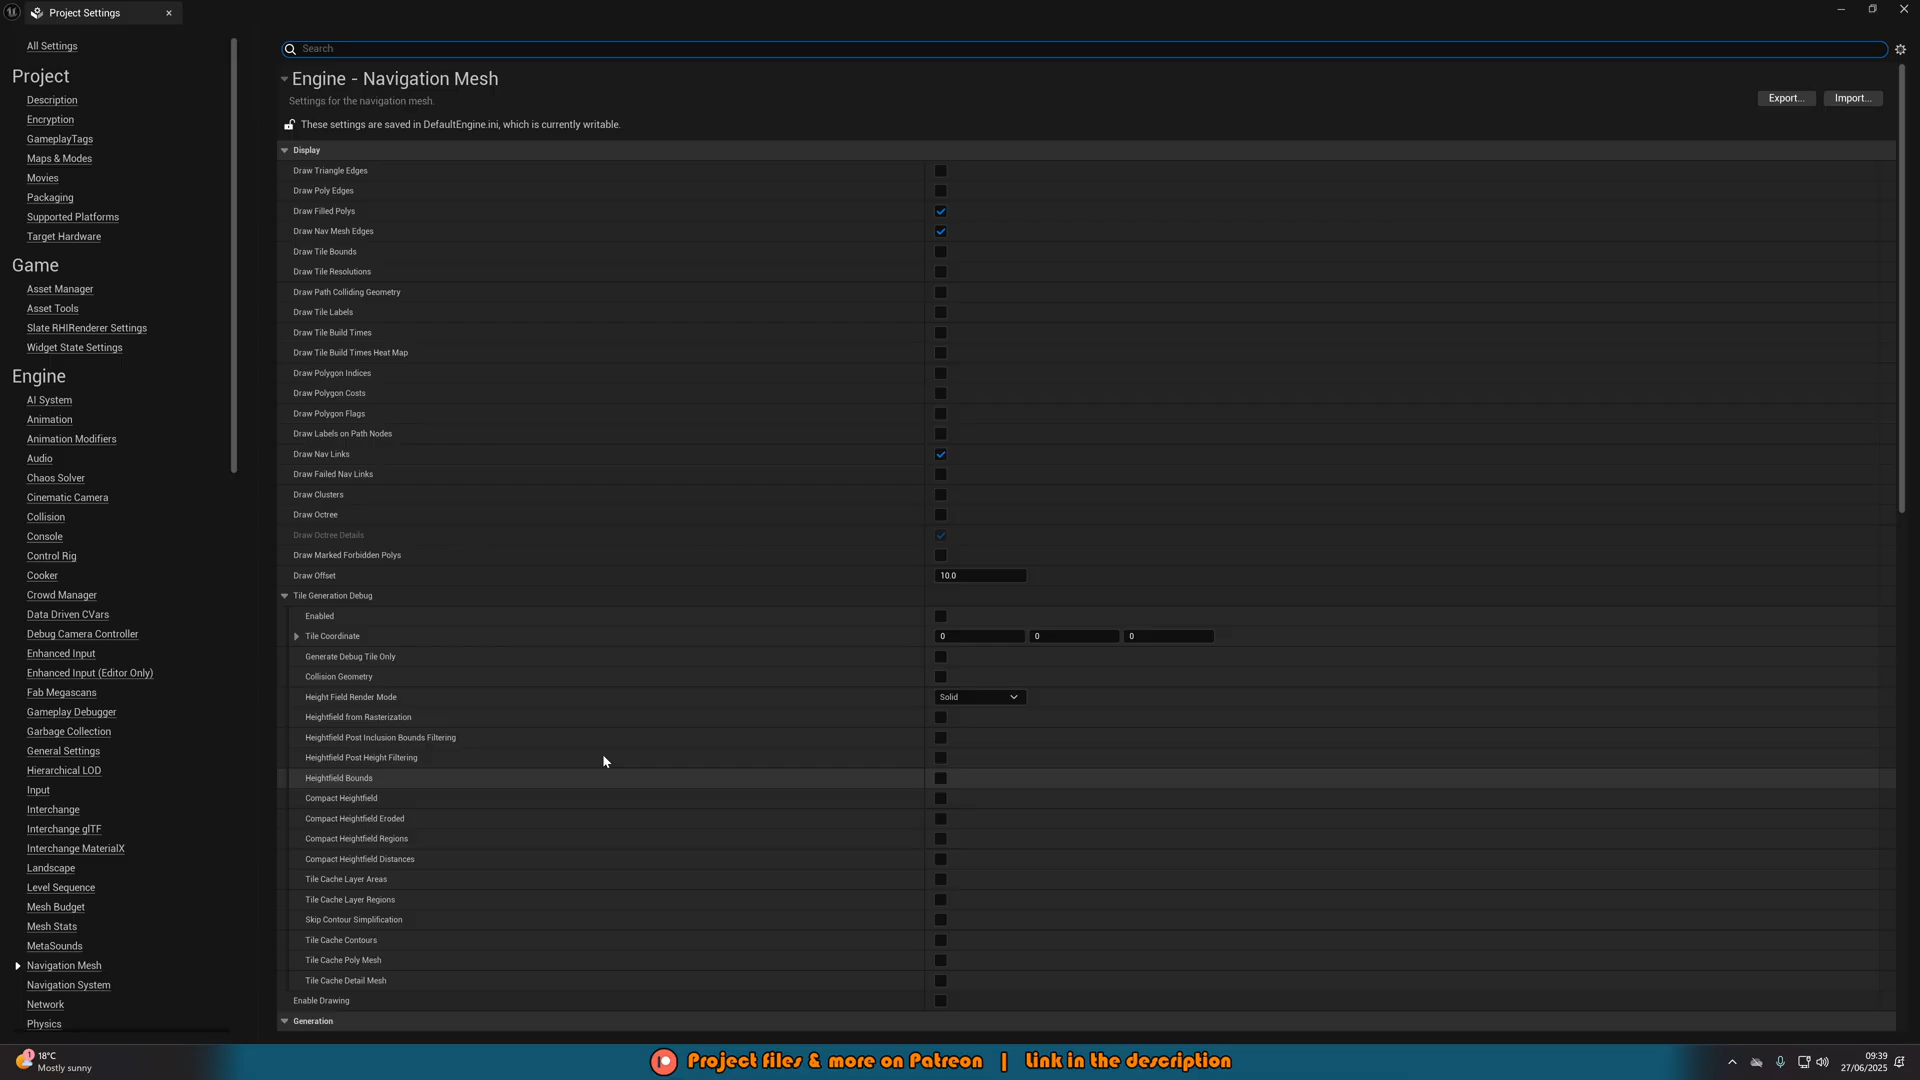 Project Settings
All Settings
Project
Description
Encryption
GameplayTags
Maps & Modes
Movies
Packaging
Supported Platforms
Target Hardware
Game
Asset Manager
Asset Tools
Slate RHIRenderer Settings
Widget State Settings
Engine
AI System
Animation
Animation Modifiers
Audio
Chaos Solver
Cinematic Camera
Collision
Console
Control Rig
Cooker
Crowd Manager
Data Driven CVars
Debug Camera Controller
Enhanced Input
Enhanced Input (Editor Only)
Fab Megascans
Gameplay Debugger
Garbage Collection
General Settings
Hierarchical LOD
Input
Interchange
Interchange glTF
Interchange MaterialX
Landscape
Level Sequence
Mesh Budget
Mesh Stats
MetaSounds
Navigation Mesh
Navigation System
Network
Physics
Search
Engine - Navigation Mesh
Settings for the navigation mesh.
Export...
Import...
These settings are saved in DefaultEngine.ini, which is currently writable.
Display
Draw Triangle Edges
Draw Poly Edges
Draw Filled Polys
Draw Nav Mesh Edges
Draw Tile Bounds
Draw Tile Resolutions
Draw Path Colliding Geometry
Draw Tile Labels
Draw Tile Build Times
Draw Tile Build Times Heat Map
Draw Polygon Indices
Draw Polygon Costs
Draw Polygon Flags
Draw Labels on Path Nodes
Draw Nav Links
Draw Failed Nav Links
Draw Clusters
Draw Octree
Draw Octree Details
Draw Marked Forbidden Polys
Draw Offset 10.0
Tile Generation Debug
Enabled
Tile Coordinate 0 0 0
Generate Debug Tile Only
Collision Geometry
Height Field Render Mode Solid
Heightfield from Rasterization
Heightfield Post Inclusion Bounds Filtering
Heightfield Post Height Filtering
Heightfield Bounds
Compact Heightfield
Compact Heightfield Eroded
Compact Heightfield Regions
Compact Heightfield Distances
Tile Cache Layer Areas
Tile Cache Layer Regions
Skip Contour Simplification
Tile Cache Contours
Tile Cache Poly Mesh
Tile Cache Detail Mesh
Enable Drawing
Generation
1
18°C
Mostly sunny
Project files & more on Patreon | Link in the description
09:39
27/06/2025